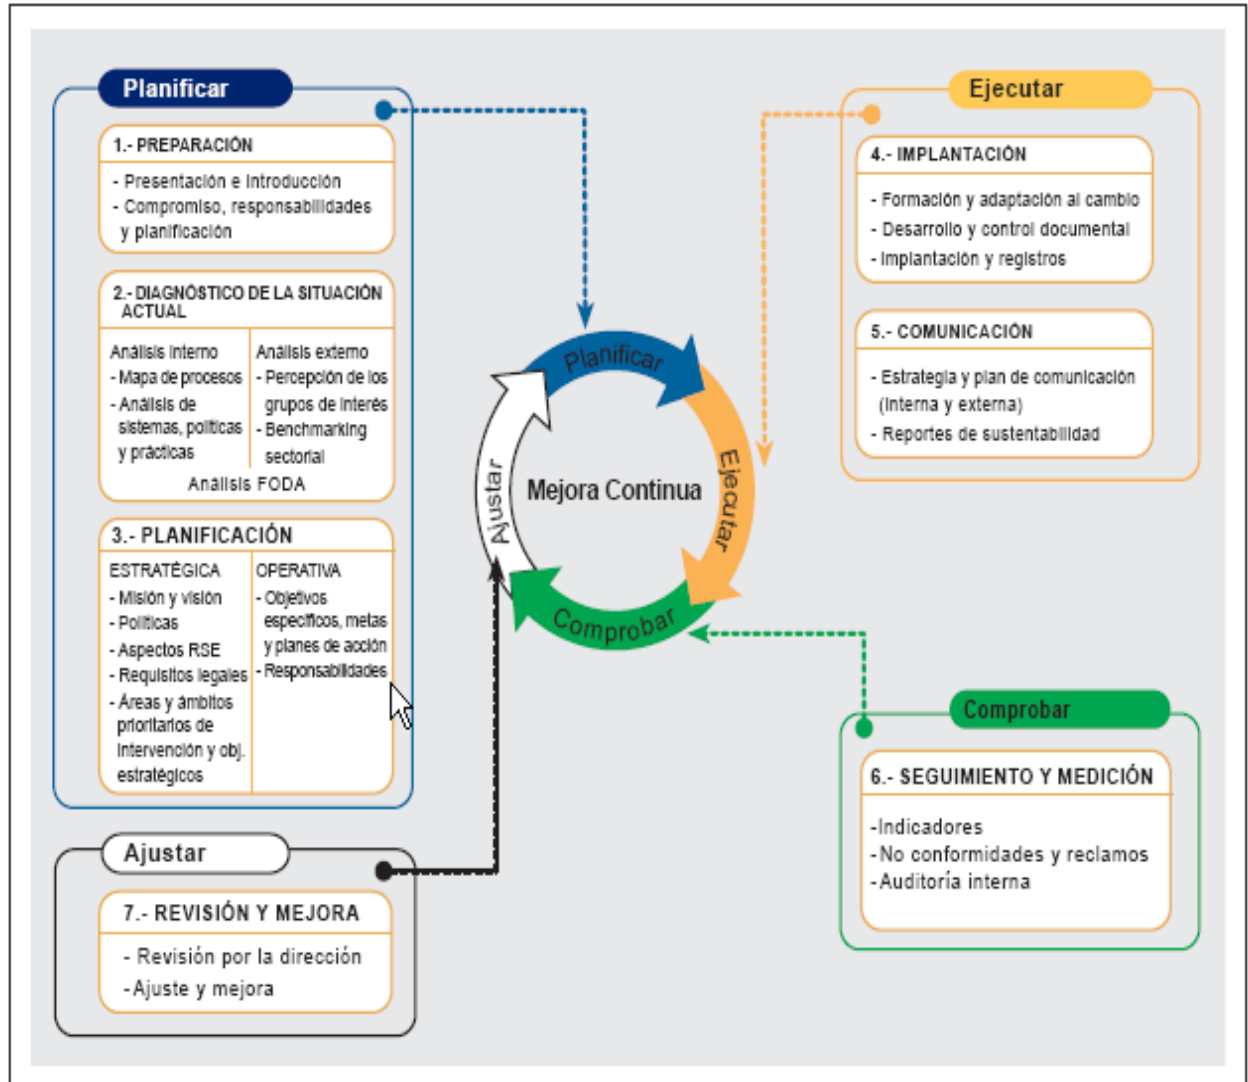 Planificar
1.- PREPARACIÓN
- Presentación e Introducción
- Compromiso, responsabilidades
y planificación
2.- DIAGNÓSTICO DE LA SITUACIÓN
ACTUAL
Análisis Interno
- Mapa de procesos
- Análisis de
sistemas, políticas
y prácticas
Análisis externo
- Percepción de los
grupos de Interés
- Benchmarking
sectorial
Análisis FODA
3.- PLANIFICACIÓN
ESTRATÉGICA
- Misión y visión
- Políticas
- Aspectos RSE
- Requisitos legales
- Áreas y ámbitos
prioritarios de
Intervención y obj.
estratégicos
OPERATIVA
- Objetivos
específicos, metas
y planes de acción
- Responsabilidades
Ejecutar
4.- IMPLANTACIÓN
- Formación y adaptación al cambio
- Desarrollo y control documental
- Implantación y registros
5.- COMUNICACIÓN
- Estrategia y plan de comunicación
(Interna y externa)
- Reportes de sustentabilidad
Planificar
Ejecutar
Comprobar
Ajustar
Mejora Continua
Comprobar
6.- SEGUIMIENTO Y MEDICIÓN
-Indicadores
-No conformidades y reclamos
-Auditoría interna
Ajustar
7.- REVISIÓN Y MEJORA
- Revisión por la dirección
-Ajuste y mejora